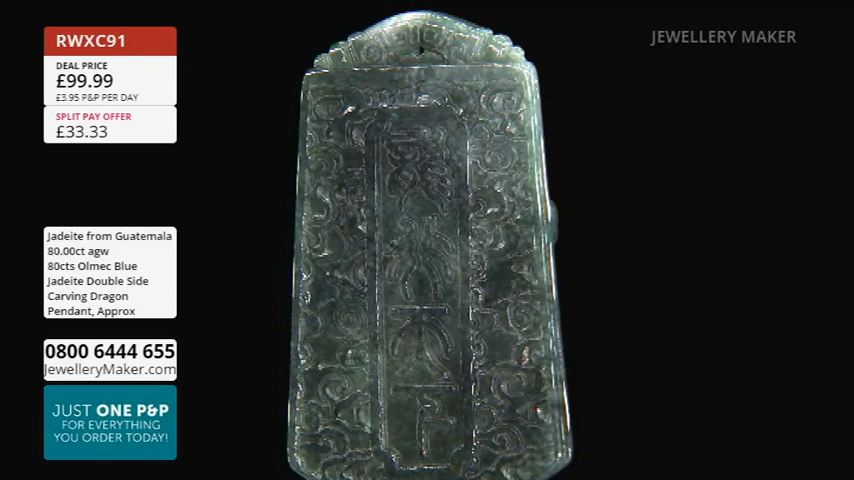 RWXC91
DEAL PRICE
£99.99
£3.95 P&P PER DAY
SPLIT PAY OFFER
£33.33
Jadeite from Guatemala
80.00ct agw
80cts Olmec Blue
Jadeite Double Side
Carving Dragon
Pendant, Approx
0800 6444 655
JewelleryMaker.com
JUST ONE P&P
FOR EVERYTHING
YOU ORDER TODAY!
JEWELLERY MAKER